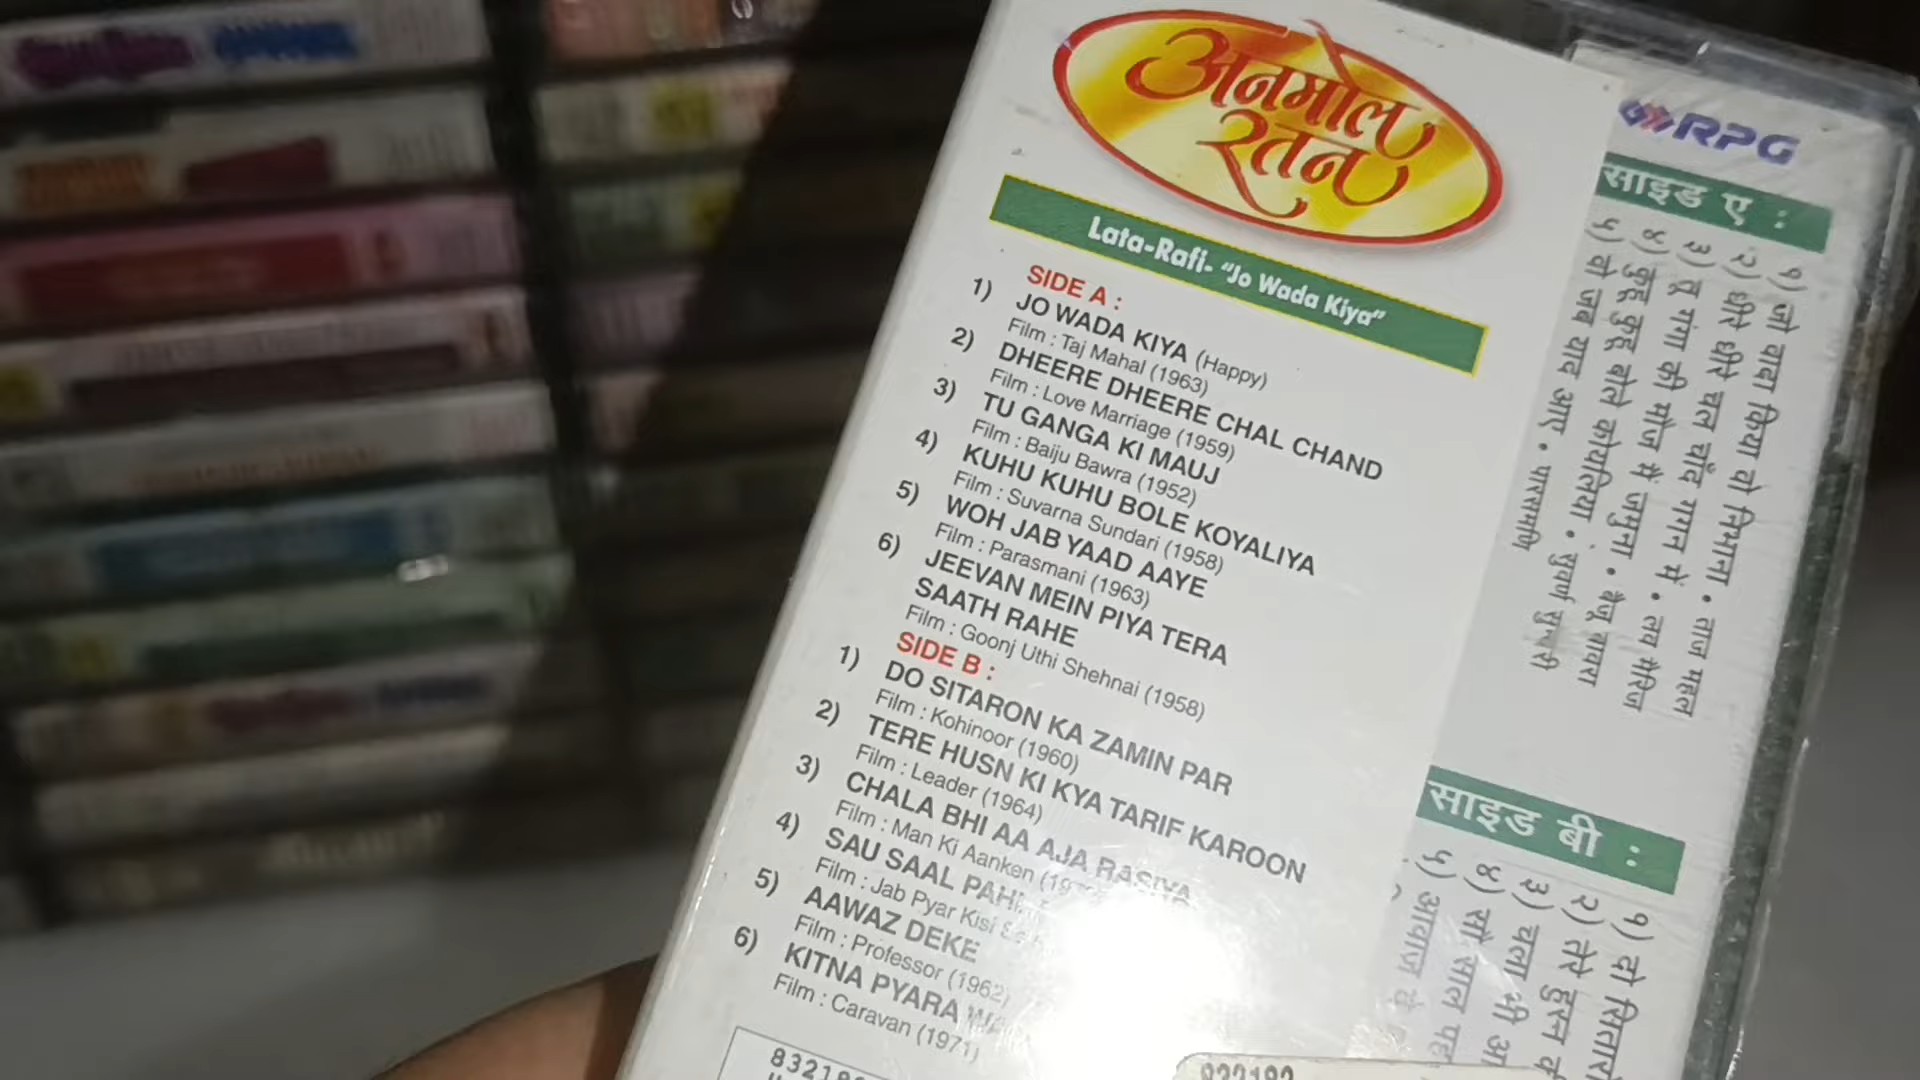 अनमोल
रतन
Lata-Rafi- "Jo Wada Kiya"
SIDE A :
1) JO WADA KIYA (Happy)
Film : Taj Mahal (1963)
2) DHEERE DHEERE CHAL CHAND
Film : Love Marriage (1959)
3) TU GANGA KI MAUJ
Film : Baiju Bawra (1952)
4) KUHU KUHU BOLE KOYALIYA
Film : Suvarna Sundari (1958)
5) WOH JAB YAAD AAYE
Film : Parasmani (1963)
6) JEEVAN MEIN PIYA TERA
SAATH RAHE
Film : Goonj Uthi Shehnai (1958)
SIDE B :
1) DO SITARON KA ZAMIN PAR
Film : Kohinoor (1960)
2) TERE HUSN KI KYA TARIF KAROON
Film : Leader (1964)
3) CHALA BHI AA AJA RASIYA
Film : Man Ki Aanken
4) SAU SAAL
Film : Jab Pyar Kisi
5) AAWAZ DEKE
Film : Professor (1962)
6) KITNA PYARA
Film : Caravan (1971)
RPG
साइड ए :
१) जो वादा किया वो निभाना • ताज महल
२) धीरे धीरे चल चाँद गगन में • लव मैरिज
३) तू गंगा की मौज में जमुना • बैजू बावरा
४) कुहू कुहू बोले कोयलिया • सुवर्ण सुन्दरी
५) वो जब याद आए • पारसमणि
साइड बी :
१) दो सितारों
२) तेरे हुस्न
३) चला भी
४) सौ साल
५) आवाज़ दे